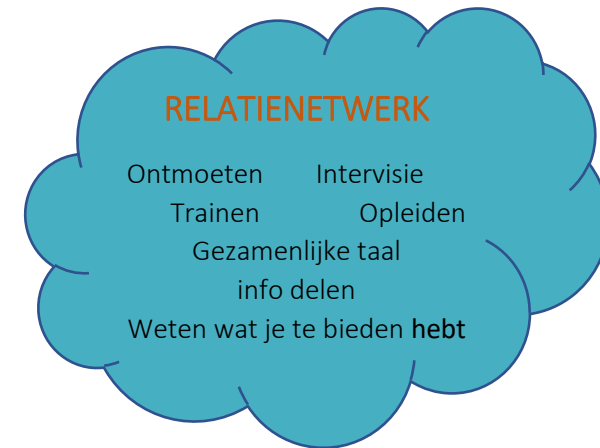 RELATIENETWERK
Ontmoeten Intervisie
Trainen Opleiden
Gezamenlijke taal
info delen
Weten wat je te bieden hebt